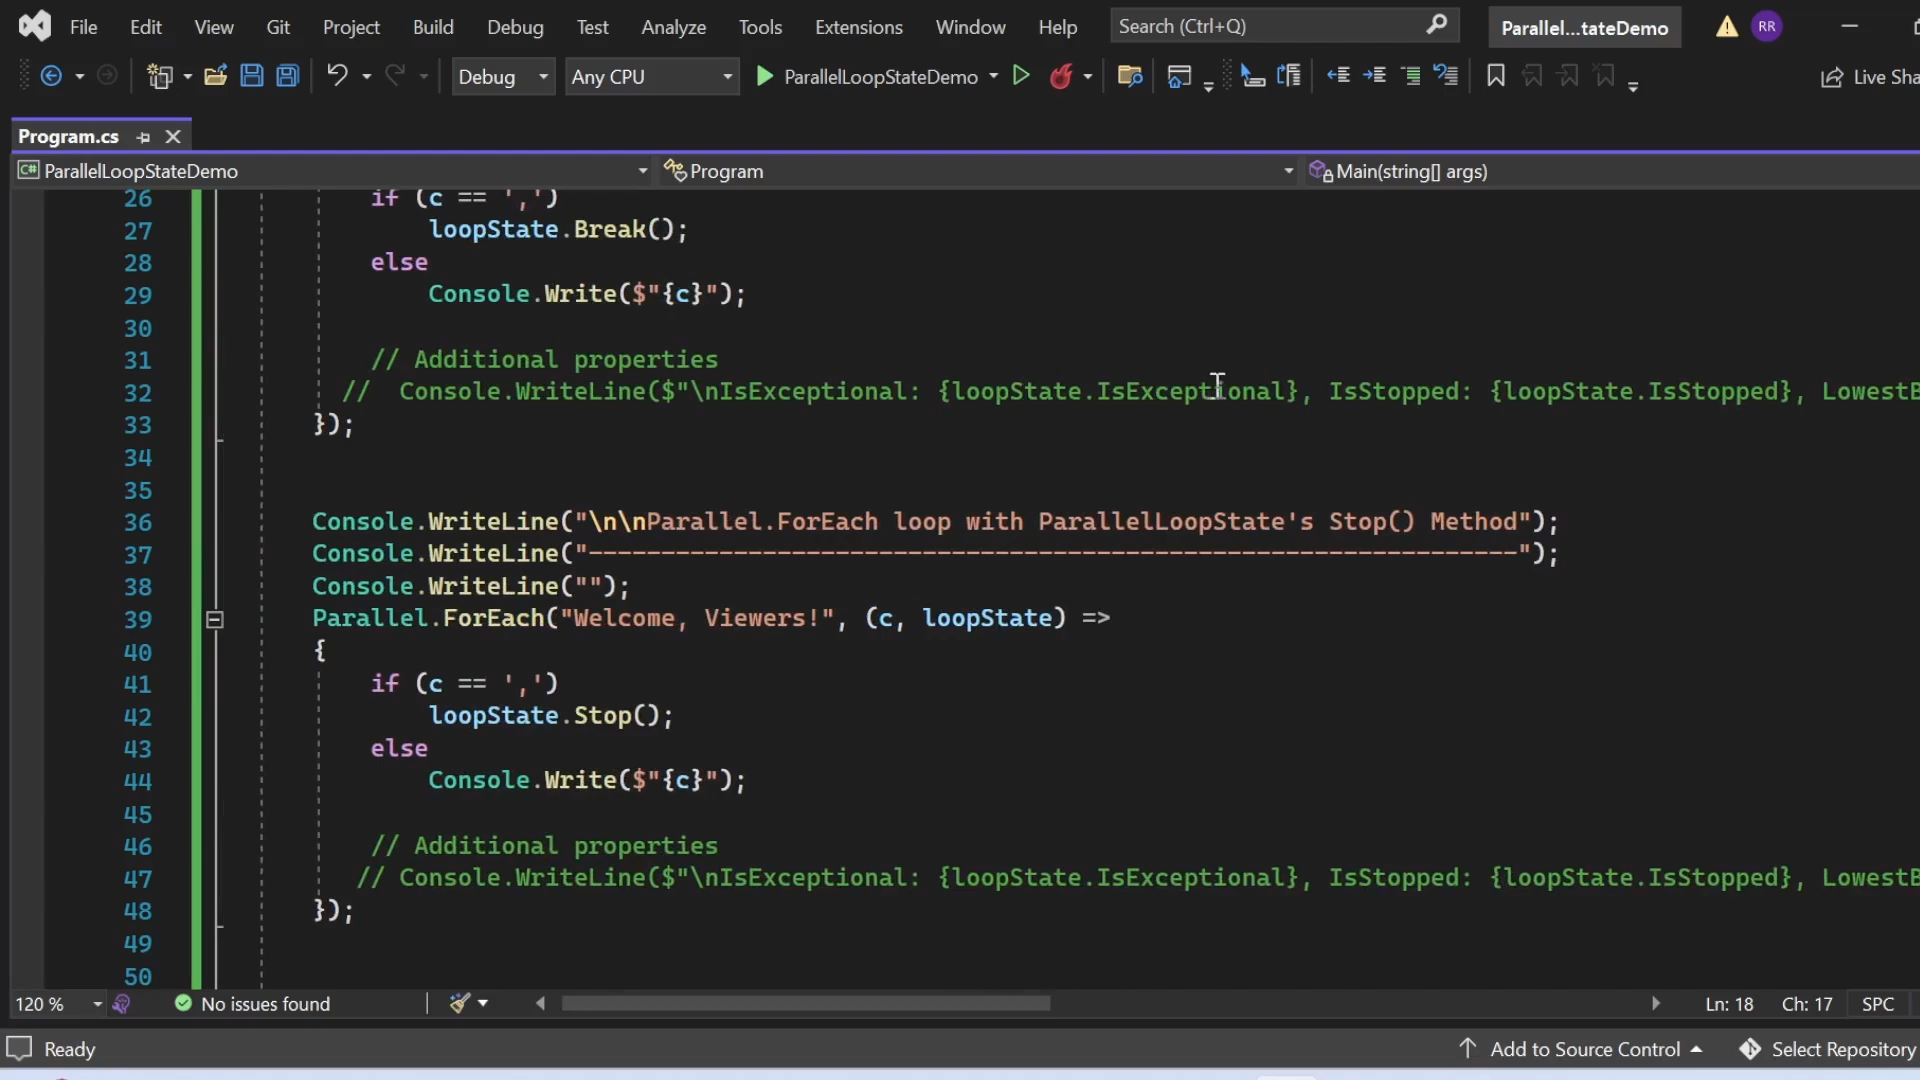 File Edit View Git Project Build Debug Test Analyze Tools Extensions Window Help Search (Ctrl+Q) Parallel...tateDemo RR
Debug Any CPU ParallelLoopStateDemo Live Sha
Program.cs
C# ParallelLoopStateDemo Program Main(string[] args)
26 if (c == ',')
27 loopState.Break();
28 else
29 Console.Write($"{c}");
30
31 // Additional properties
32 // Console.WriteLine($"\nIsExceptional: {loopState.IsExceptional}, IsStopped: {loopState.IsStopped}, LowestB
33 });
34
35
36 Console.WriteLine("\n\nParallel.ForEach loop with ParallelLoopState's Stop() Method");
37 Console.WriteLine("----------------------------------------------------------------");
38 Console.WriteLine("");
39 Parallel.ForEach("Welcome, Viewers!", (c, loopState) =>
40 {
41 if (c == ',')
42 loopState.Stop();
43 else
44 Console.Write($"{c}");
45
46 // Additional properties
47 // Console.WriteLine($"\nIsExceptional: {loopState.IsExceptional}, IsStopped: {loopState.IsStopped}, LowestB
48 });
49
50
120 % No issues found Ln: 18 Ch: 17 SPC
Ready Add to Source Control Select Repository